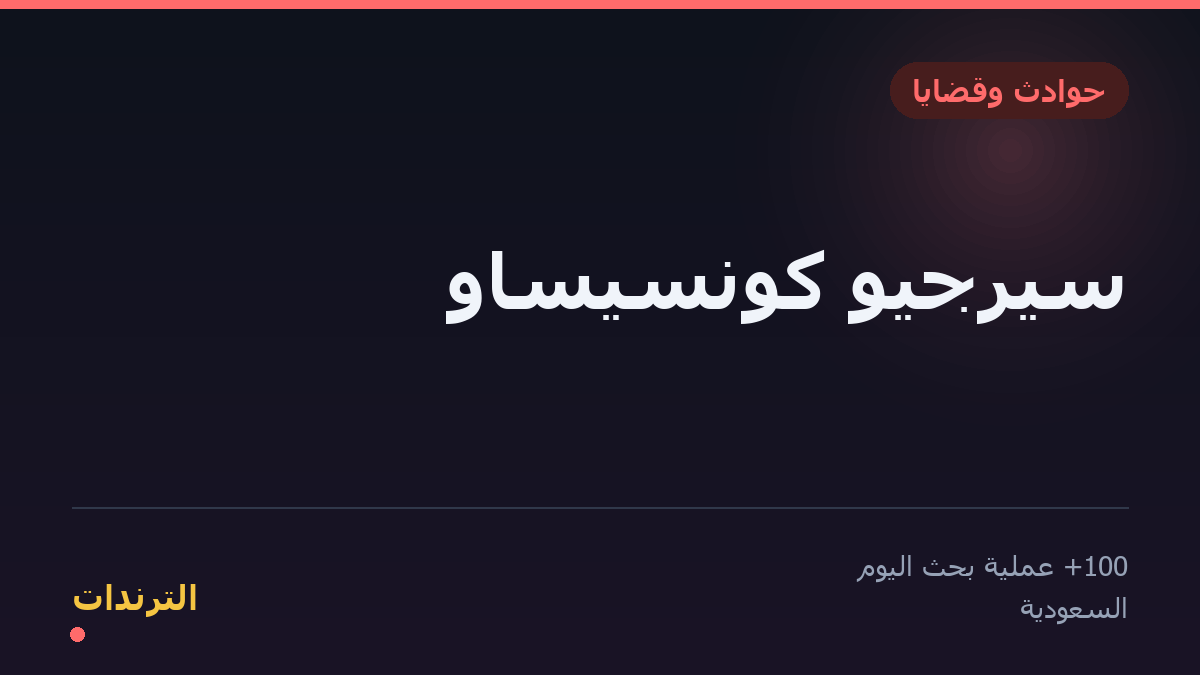 حوادث وقضايا
سيرجيو كونسيساو
100+ عملية بحث اليوم
السعودية
الترندات